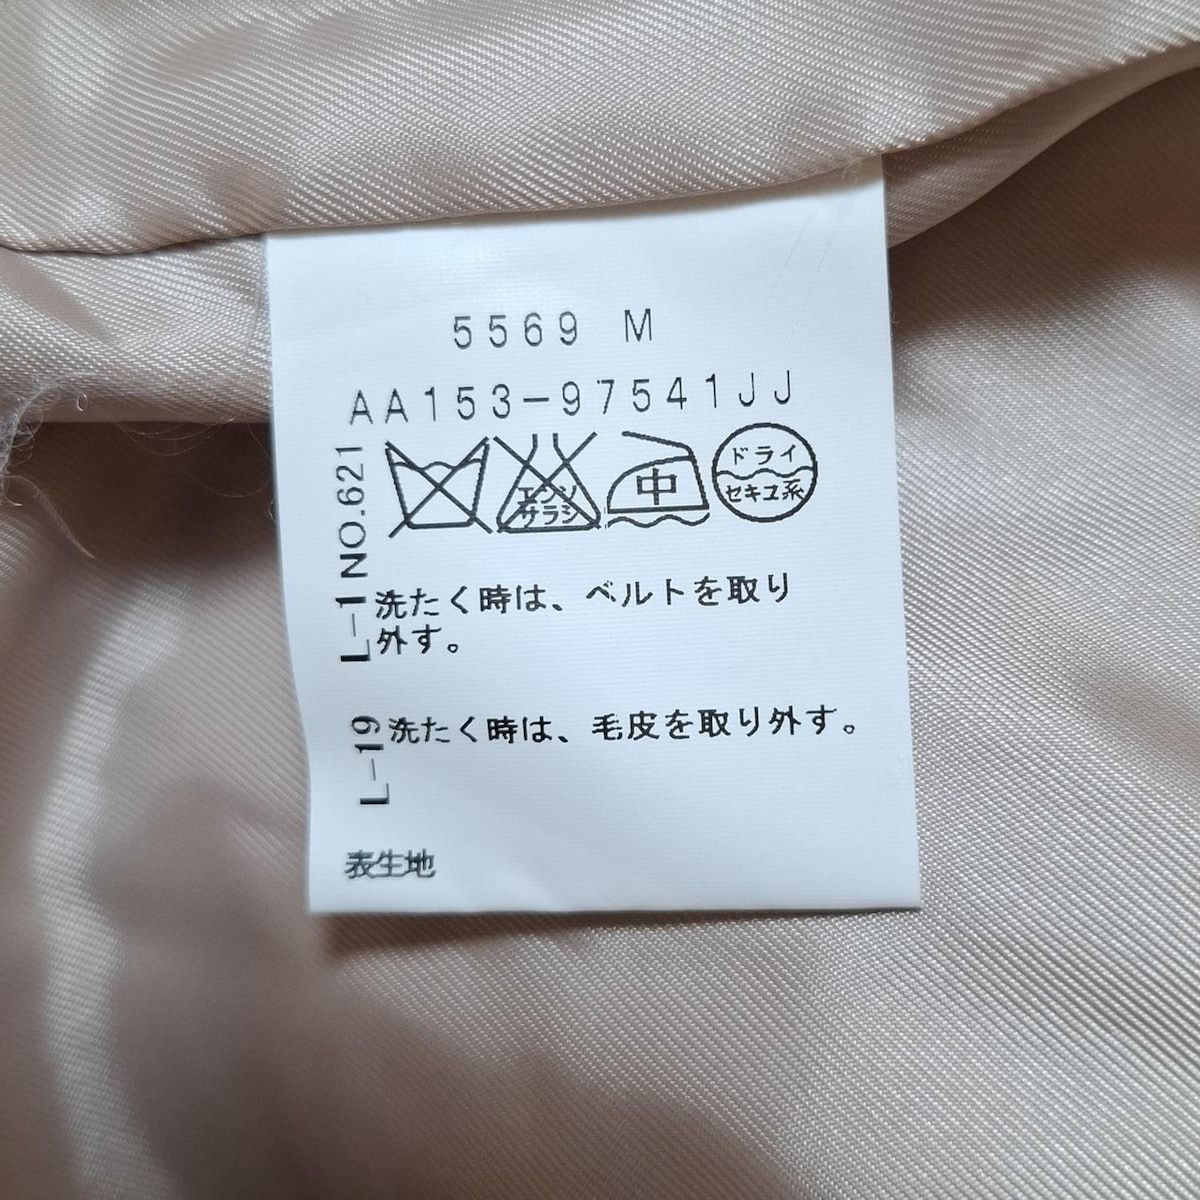 5569 M
AA153-97541JJ
エンソ
サラシ
中
ドライ
セキユ系
L-1 NO.621
洗たく時は、ベルトを取り
外す。
L-19
洗たく時は、毛皮を取り外す。
表生地